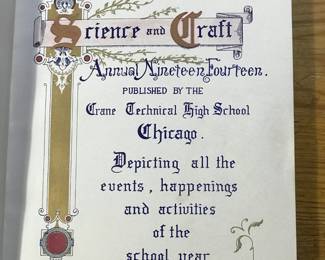 Science and Craft
Annual Nineteen Fourteen.
PUBLISHED BY THE
Crane Technical High School
Chicago.
Depicting all the
events, happenings
and activities
of the
school year